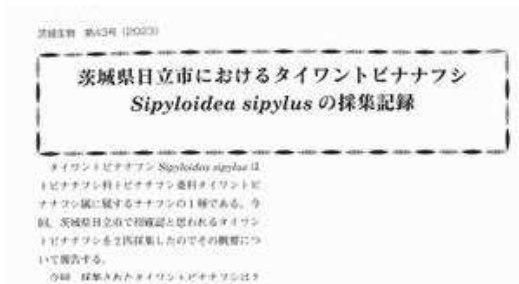 茨城生物 第43号 (2023)
茨城県日立市におけるタイワントビナナフシ
Sipyloidea sipylus の採集記録
タイワントビナナフシ Sipyloidea sipylus は
トビナナフシ科トビナナフシ亜科タイワントビ
ナナフシ属に属するナナフシの1種である。今
回、茨城県日立市で初確認と思われるタイワン
トビナナフシを2匹採集したのでその概要につ
いて報告する。
今回、採集されたタイワントビナナフシは2